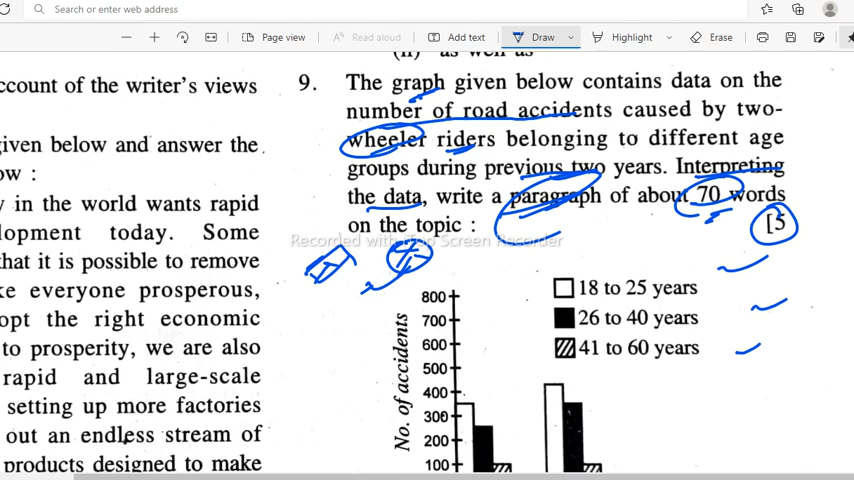 Search or enter web address
Page view
Read aloud
Add text
Draw
Highlight
Erase
(ii) as well as
ccount of the writer's views
given below and answer the
ow :
y in the world wants rapid
lopment today. Some
that it is possible to remove
ke everyone prosperous,
opt the right economic
to prosperity, we are also
rapid and large-scale
setting up more factories
out an endless stream of
products designed to make
9. The graph given below contains data on the
number of road accidents caused by two-
wheeler riders belonging to different age
groups during previous two years. Interpreting
the data, write a paragraph of about 70 words
on the topic : [5
Recorded with iTop Screen Recorder
18 to 25 years
26 to 40 years
41 to 60 years
No. of accidents
800
700
600
500
400
300
200
100